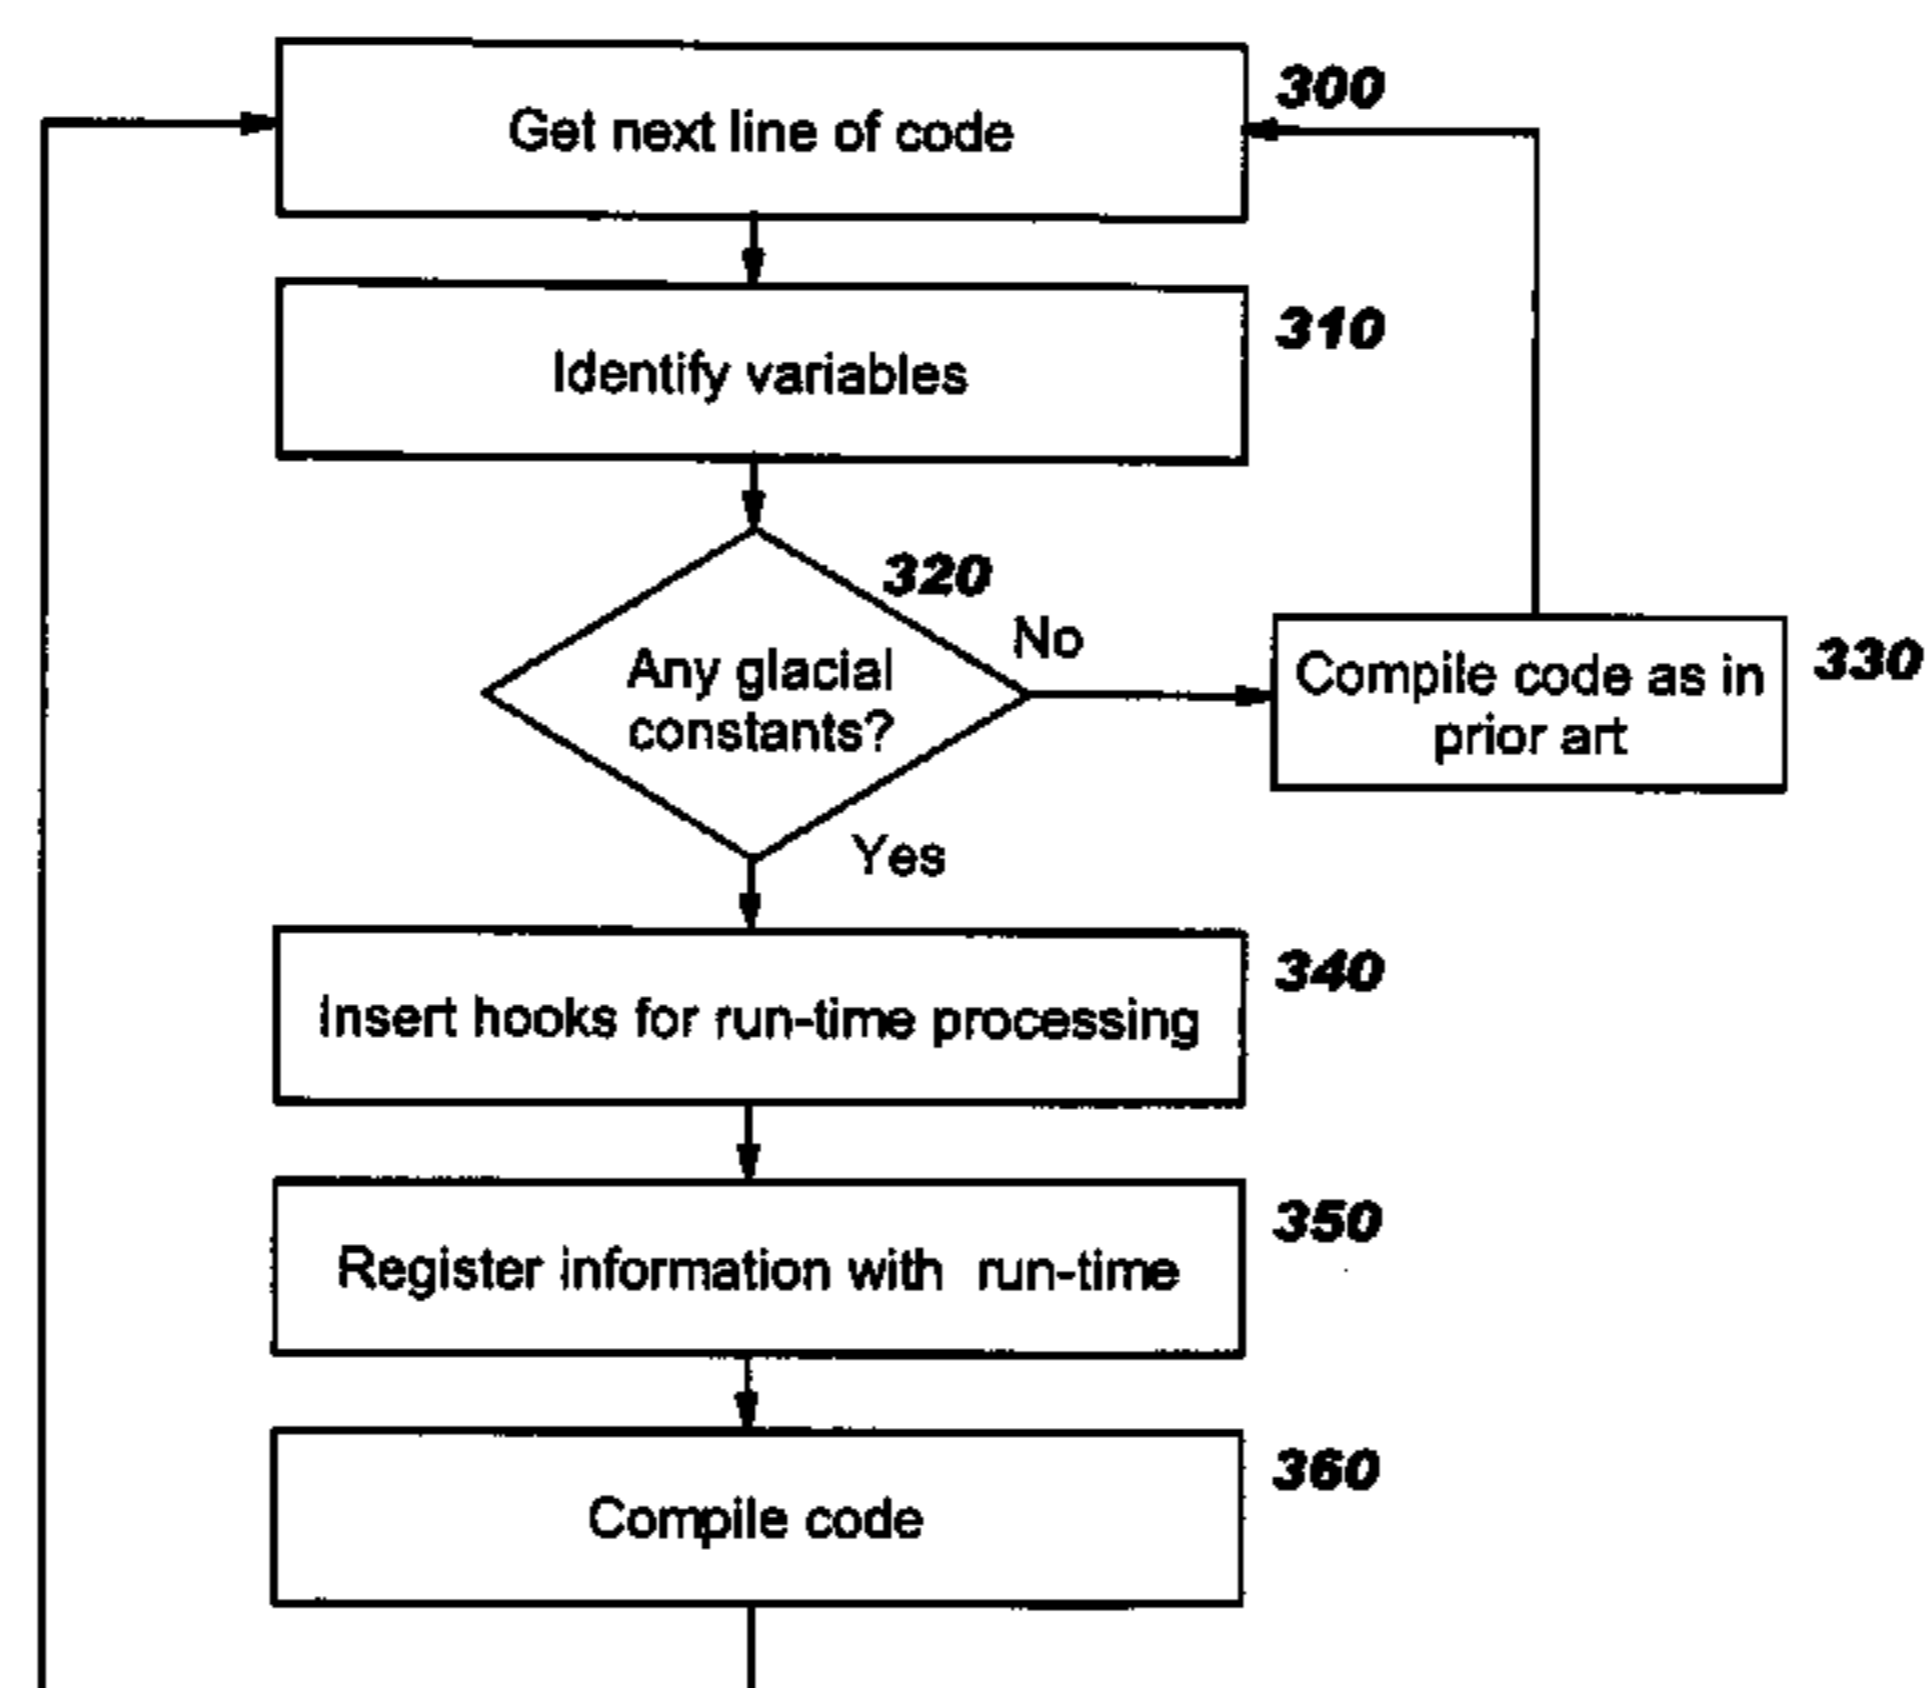 300
Get next line of code
310
Identify variables
320
No
Any glacial
constants?
330
Compile code as in
prior art
Yes
340
Insert hooks for run-time processing
350
Register information with run-time
360
Compile code